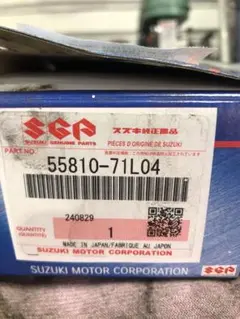 SGP
SUZUKI
GENUINE PARTS
スズキ純正部品
PIÈCES D'ORIGINE DE SUZUKI
PART NO.
55810-71L04
240829
QUANTITY
QUANTITÉ
1
MADE IN JAPAN/FABRIQUÉ AU JAPON
SUZUKI MOTOR CORPORATION
SUZUKI MOTOR CORPORATION
SGP